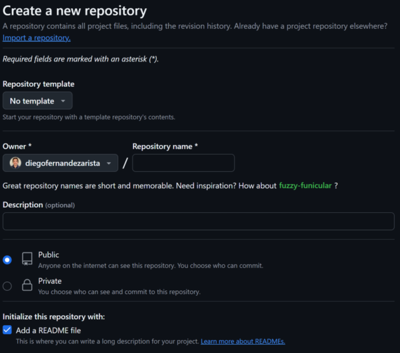 Create a new repository
A repository contains all project files, including the revision history. Already have a project repository elsewhere?
Import a repository.
Required fields are marked with an asterisk (*).
Repository template
No template
Start your repository with a template repository's contents.
Owner * Repository name *
diegofernandezarista /
Great repository names are short and memorable. Need inspiration? How about fuzzy-funicular ?
Description (optional)
Public
Anyone on the internet can see this repository. You choose who can commit.
Private
You choose who can see and commit to this repository.
Initialize this repository with:
Add a README file
This is where you can write a long description for your project. Learn more about READMEs.